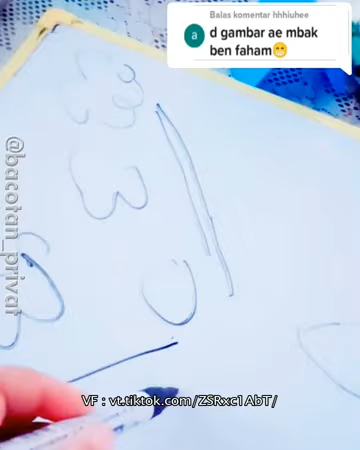 Balas komentar hhhiuhee
a
d gambar ae mbak
ben faham😁
@bacotan_privat
VF : vt.tiktok.com/ZSRxc1AbT/